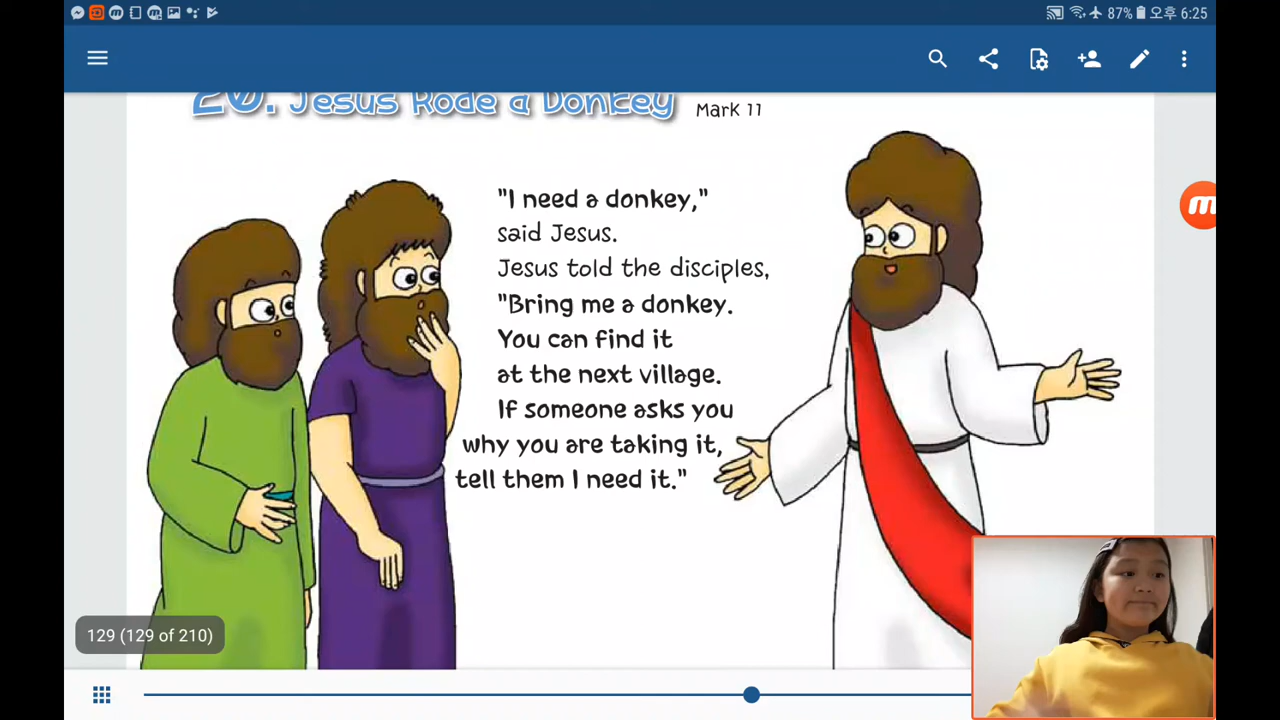 87% 오후 6:25
20. Jesus Rode a Donkey
Mark 11
"I need a donkey,"
said Jesus.
Jesus told the disciples,
"Bring me a donkey.
You can find it
at the next village.
If someone asks you
why you are taking it,
tell them I need it."
129 (129 of 210)